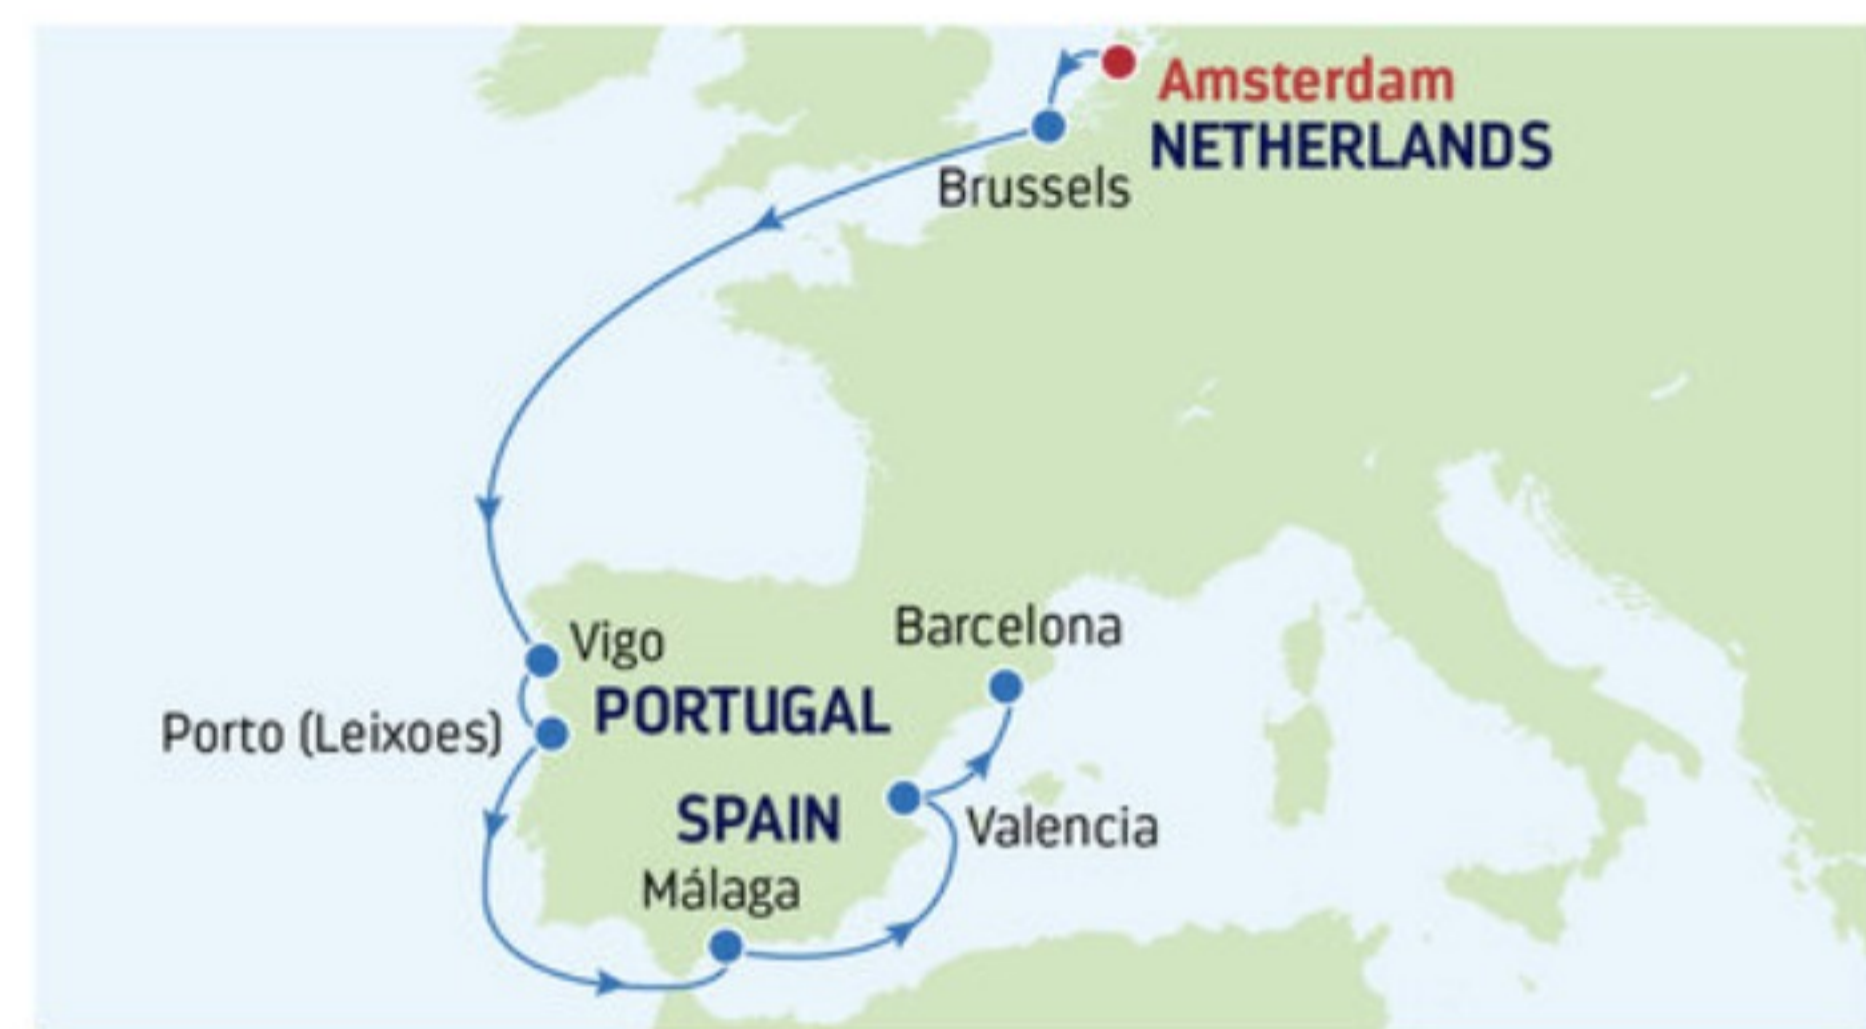 Amsterdam
NETHERLANDS
Brussels
Vigo
Barcelona
PORTUGAL
Porto (Leixoes)
SPAIN
Valencia
Málaga